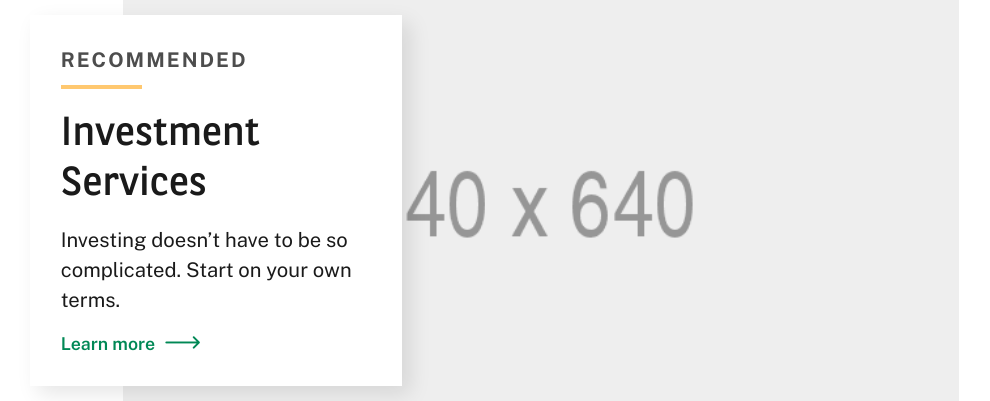 RECOMMENDED
Investment
Services
Investing doesn’t have to be so
complicated. Start on your own
terms.
Learn more
40 x 640